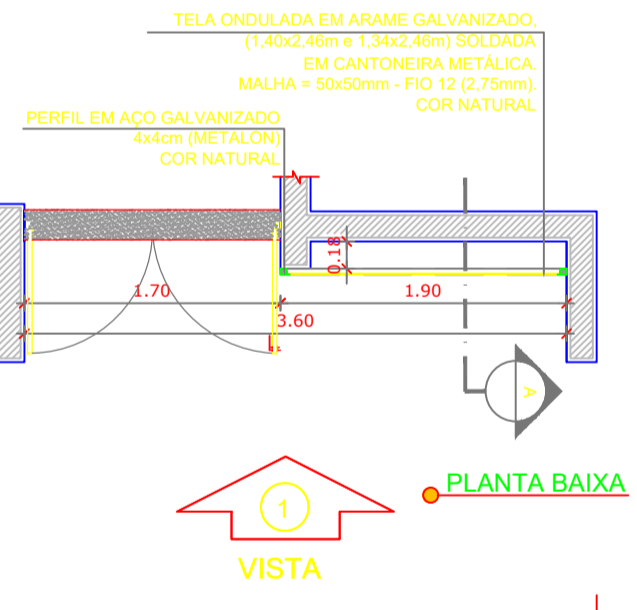 TELA ONDULADA EM ARAME GALVANIZADO.
(1,40x2,46m e 1,34x2,46m) SOLDADA
EM CANTONEIRA METÁLICA.
MALHA = 50x50mm - FIO 12 (2,75mm).
COR NATURAL
PERFIL EM AÇO GALVANIZADO
4x4cm (METALON)
COR NATURAL
0.18
1.70
1.90
3.60
A
1
PLANTA BAIXA
VISTA